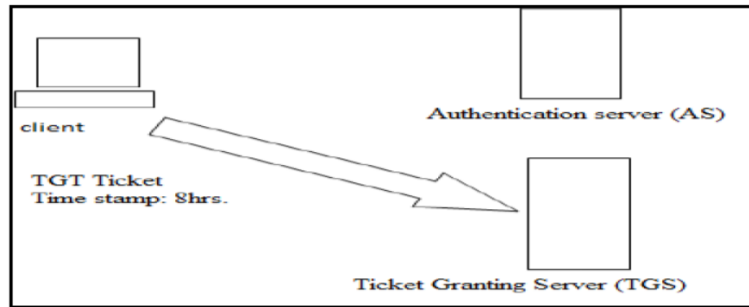 Authentication server (AS)
client
TGT Ticket
Time stamp: 8hrs.
Ticket Granting Server (TGS)